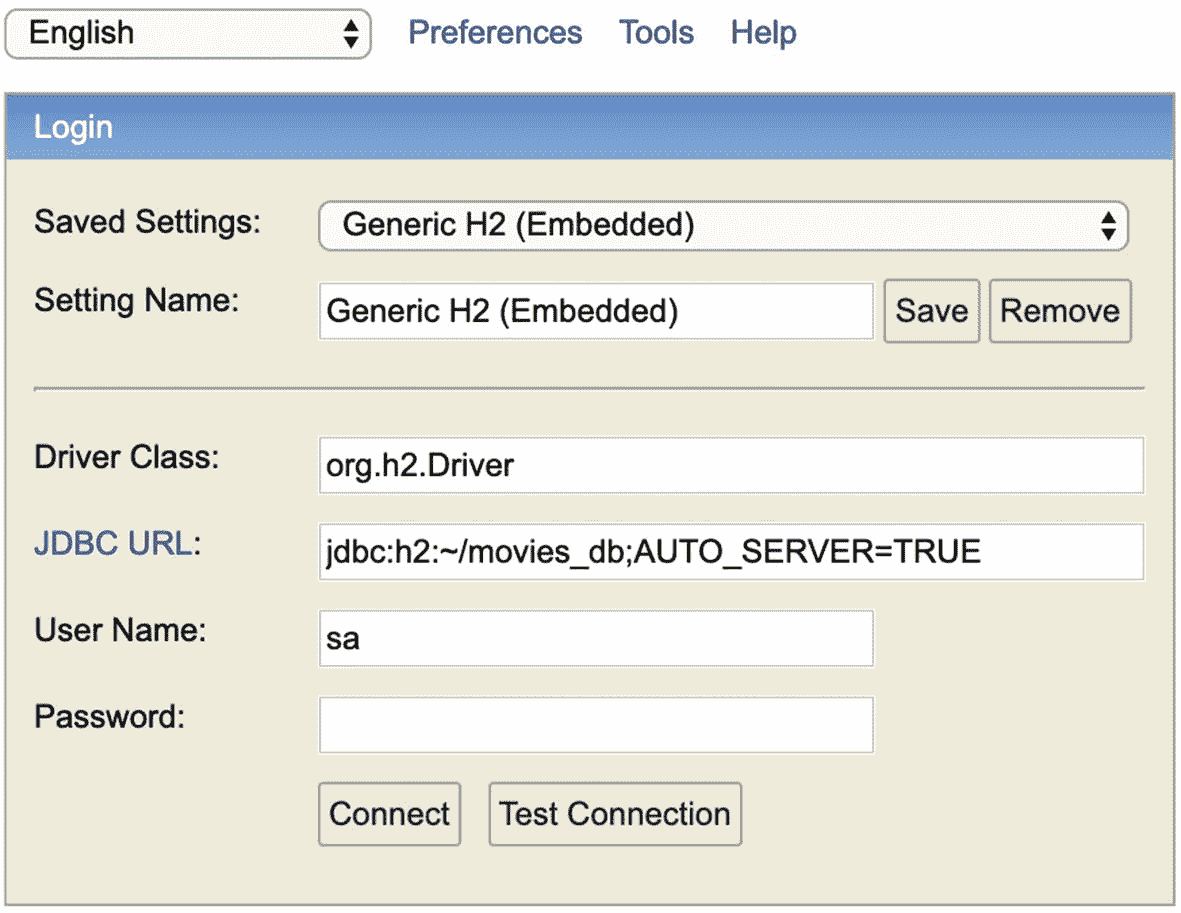 English Preferences Tools Help
Login
Saved Settings: Generic H2 (Embedded)
Setting Name: Generic H2 (Embedded) Save Remove
Driver Class: org.h2.Driver
JDBC URL: jdbc:h2:~/movies_db;AUTO_SERVER=TRUE
User Name: sa
Password:
Connect Test Connection